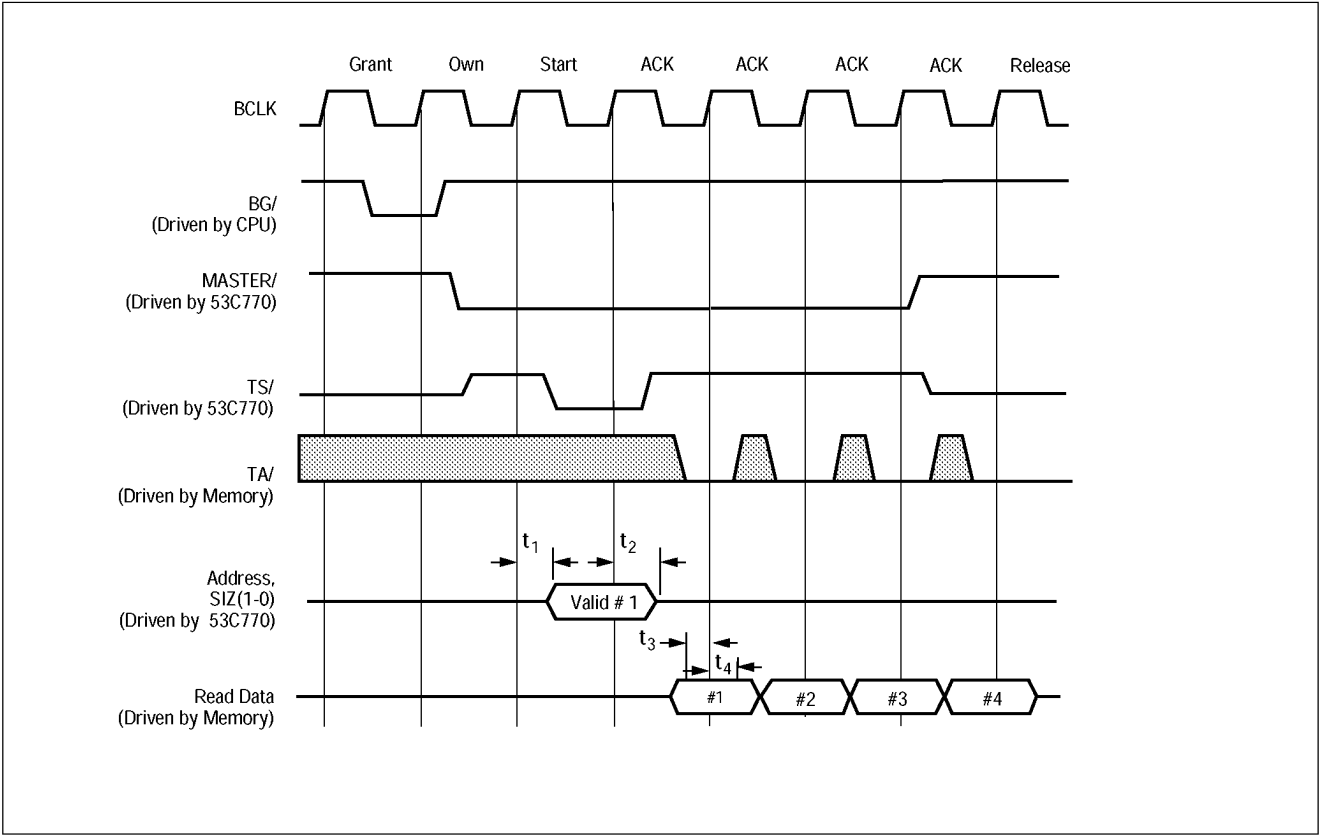 Grant Own Start ACK ACK ACK ACK Release
BCLK
BG/
(Driven by CPU)
MASTER/
(Driven by 53C770)
TS/
(Driven by 53C770)
TA/
(Driven by Memory)
t1 t2
Address,
SIZ(1-0)
(Driven by 53C770)
Valid # 1
t3
t4
Read Data
(Driven by Memory)
#1 #2 #3 #4